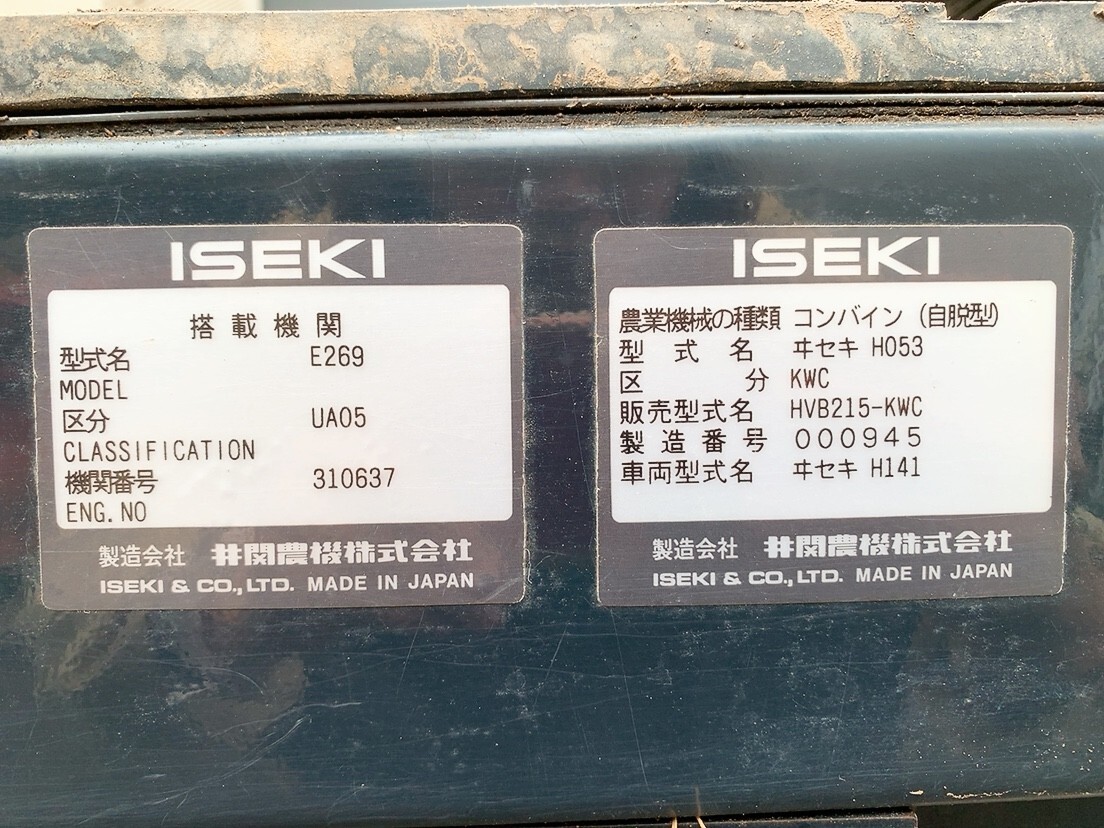 ISEKI
搭載機関
型式名 E269
MODEL
区分 UA05
CLASSIFICATION
機関番号 310637
ENG.NO
製造会社 井関農機株式会社
ISEKI & CO.,LTD. MADE IN JAPAN
ISEKI
農業機械の種類 コンバイン (自脱型)
型式名 ヰセキ H053
区分 KWC
販売型式名 HVB215-KWC
製造番号 000945
車両型式名 ヰセキ H141
製造会社 井関農機株式会社
ISEKI & CO.,LTD. MADE IN JAPAN